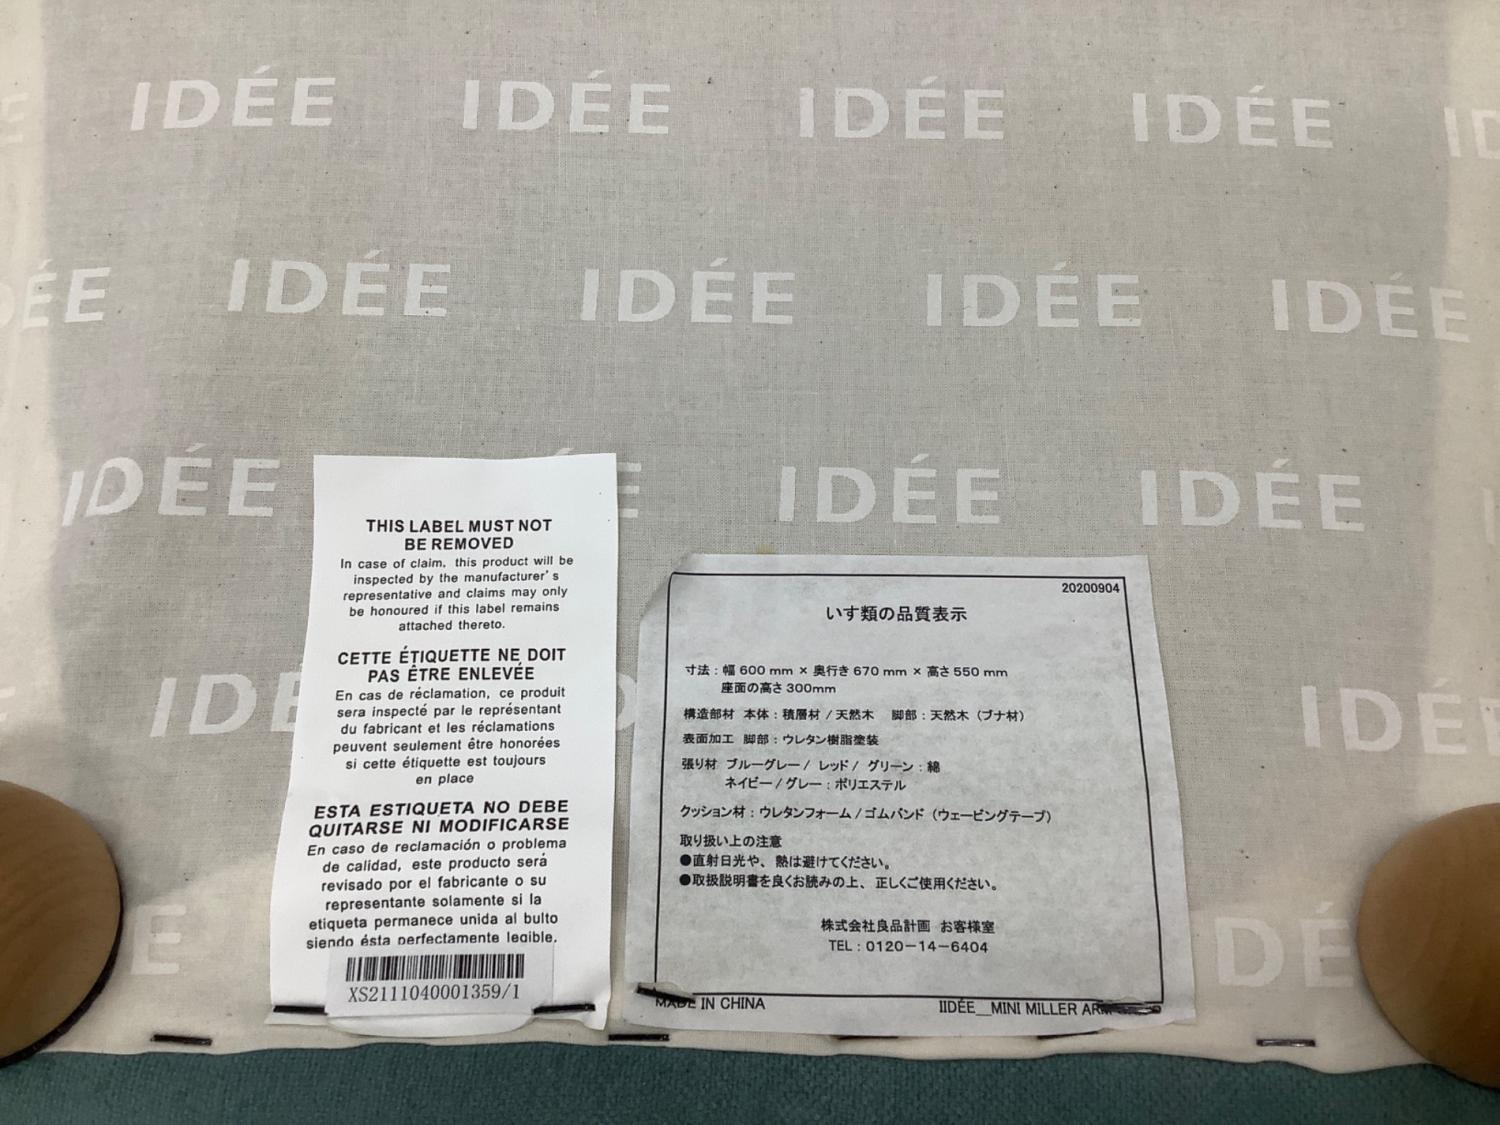 IDÉE IDÉE IDÉE IDÉE
IDÉE IDÉE IDÉE IDÉE
IDÉE IDÉE IDÉE
THIS LABEL MUST NOT
BE REMOVED
In case of claim, this product will be
inspected by the manufacturer's
representative and claims may only
be honoured if this label remains
attached thereto.
CETTE ÉTIQUETTE NE DOIT
PAS ÊTRE ENLEVÉE
En cas de réclamation, ce produit
sera inspecté par le représentant
du fabricant et les réclamations
peuvent seulement être honorées
si cette étiquette est toujours
en place
ESTA ESTIQUETA NO DEBE
QUITARSE NI MODIFICARSE
En caso de reclamación o problema
de calidad, este producto será
revisado por el fabricante o su
representante solamente si la
etiqueta permanece unida al bulto
siendo ésta perfectamente legible.
XS2111040001359/1
20200904
いす類の品質表示
寸法：幅 600 mm × 奥行き 670 mm × 高さ 550 mm
座面の高さ 300mm
構造部材 本体：積層材 / 天然木 脚部：天然木（ブナ材）
表面加工 脚部：ウレタン樹脂塗装
張り材 ブルーグレー / レッド / グリーン：綿
ネイビー / グレー：ポリエステル
クッション材：ウレタンフォーム / ゴムバンド（ウェービングテープ）
取り扱い上の注意
●直射日光や、熱は避けてください。
●取扱説明書を良くお読みの上、正しくご使用ください。
株式会社良品計画 お客様室
TEL：0120－14－6404
MADE IN CHINA
IIDÉE__MINI MILLER